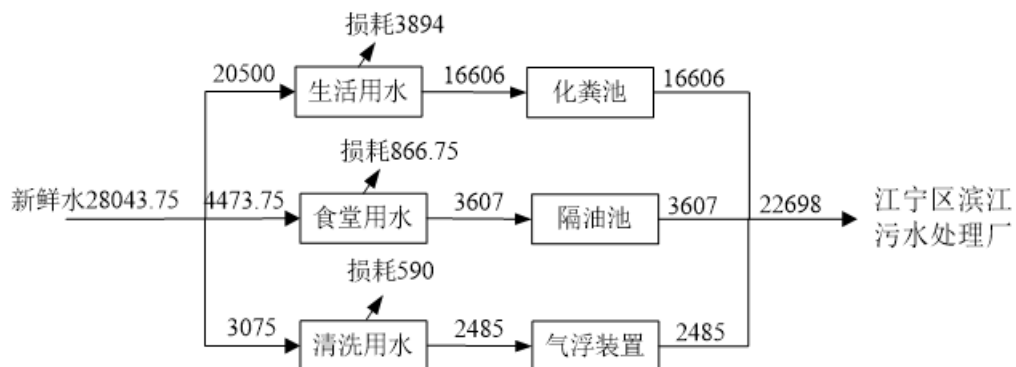 损耗3894
20500
生活用水
16606
化粪池
16606
损耗866.75
新鲜水28043.75
4473.75
食堂用水
3607
隔油池
3607
22698
江宁区滨江
污水处理厂
损耗590
3075
清洗用水
2485
气浮装置
2485